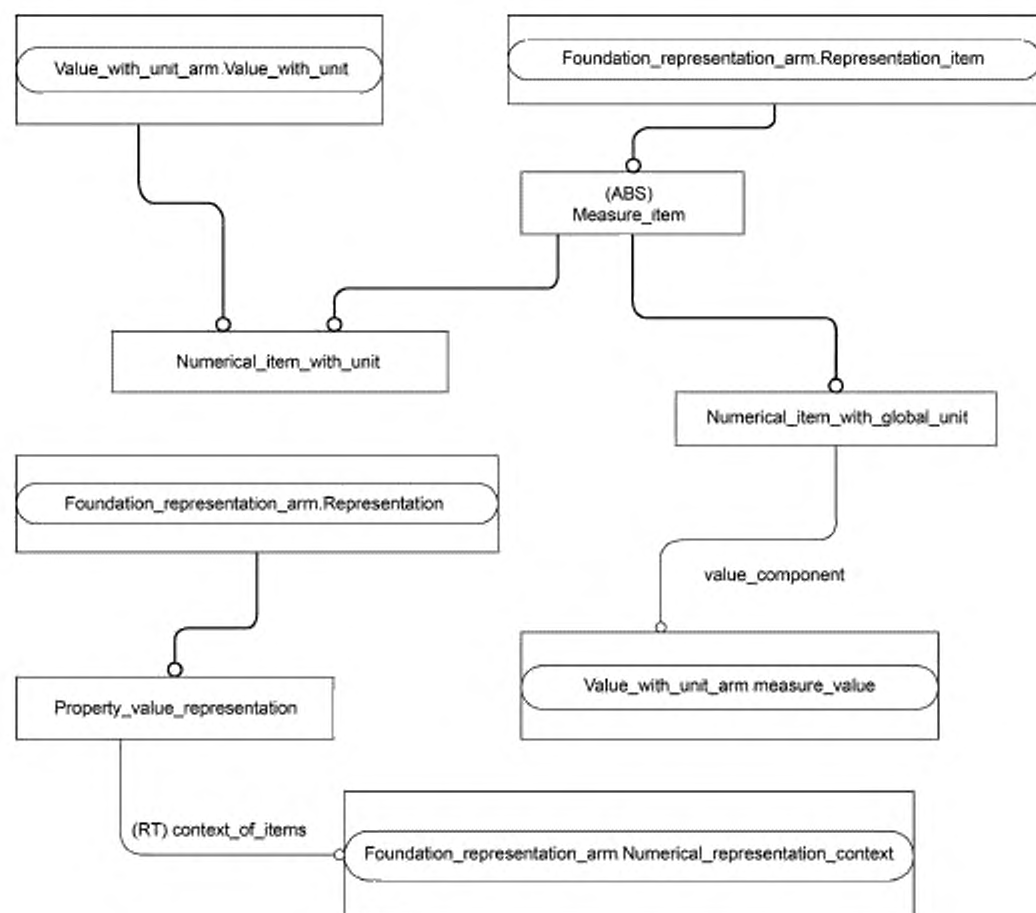 Value_with_unit_arm.Value_with_unit
Foundation_representation_arm.Representation_item
(ABS)
Measure_item
Numerical_item_with_unit
Numerical_item_with_global_unit
Foundation_representation_arm.Representation
value_component
Value_with_unit_arm.measure_value
Property_value_representation
(RT) context_of_items
Foundation_representation_arm.Numerical_representation_context